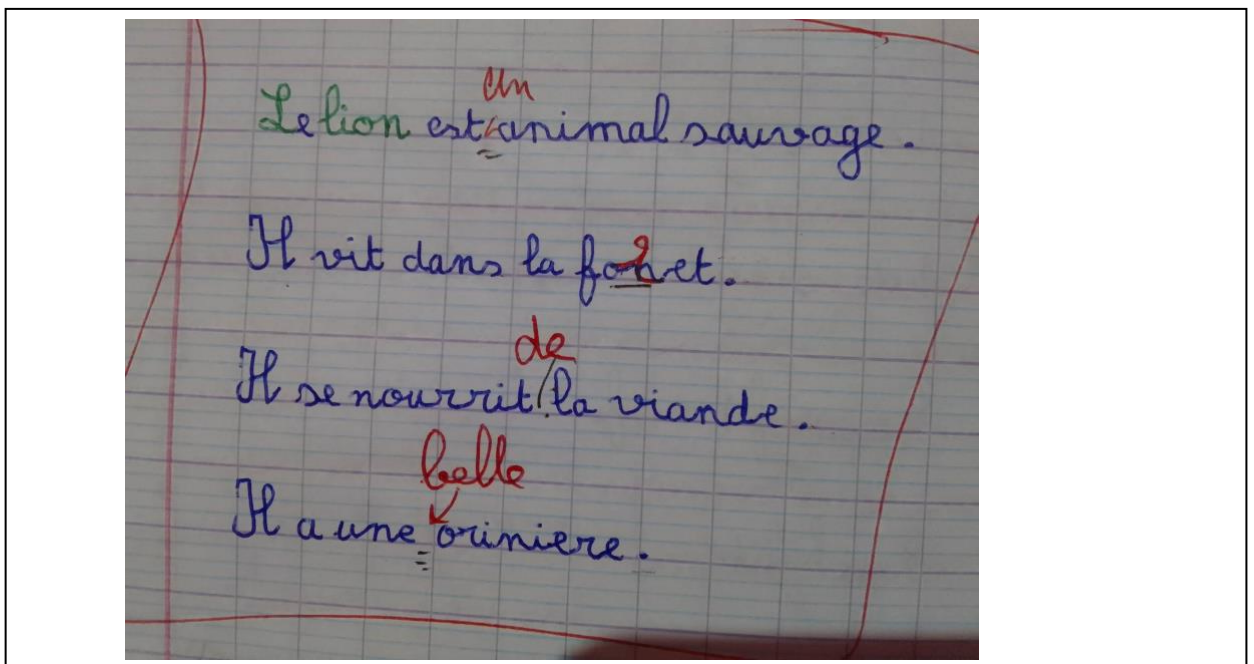 un
Le lion est animal sauvage.
Il vit dans la foret.
de
Il se nourrit la viande.
belle
Il a une criniere.